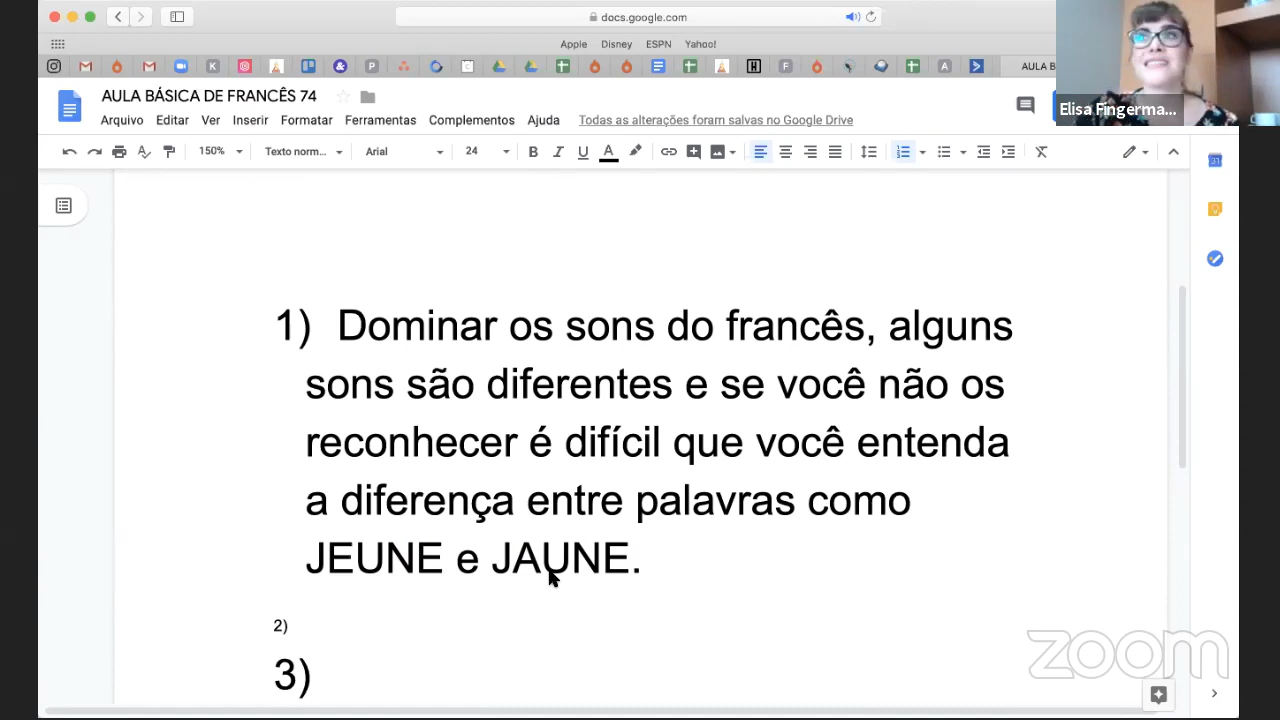 docs.google.com
Apple Disney ESPN Yahoo!
AULA B
AULA BÁSICA DE FRANCÊS 74
Elisa Fingerma...
Arquivo Editar Ver Inserir Formatar Ferramentas Complementos Ajuda Todas as alterações foram salvas no Google Drive
150% Texto norm... Arial 24 B I U A
1) Dominar os sons do francês, alguns
sons são diferentes e se você não os
reconhecer é difícil que você entenda
a diferença entre palavras como
JEUNE e JAUNE.
2)
3)
zoom